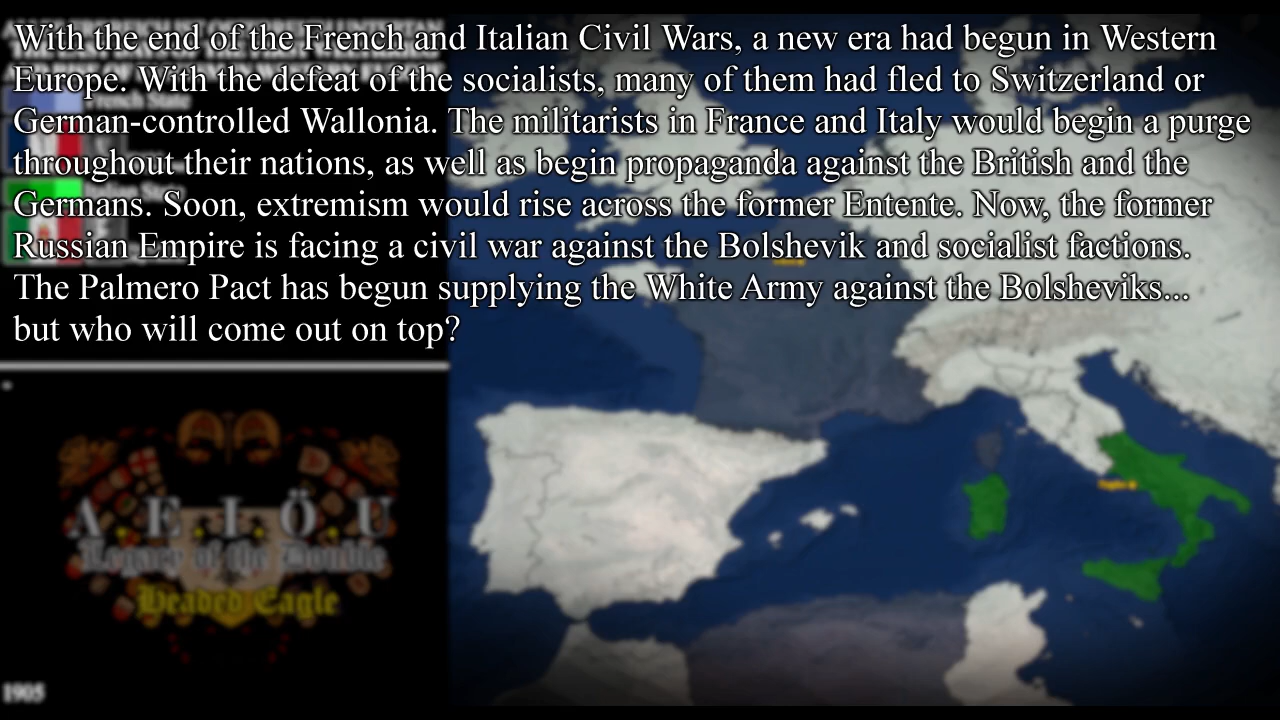 With the end of the French and Italian Civil Wars, a new era had begun in Western
Europe. With the defeat of the socialists, many of them had fled to Switzerland or
German-controlled Wallonia. The militarists in France and Italy would begin a purge
throughout their nations, as well as begin propaganda against the British and the
Germans. Soon, extremism would rise across the former Entente. Now, the former
Russian Empire is facing a civil war against the Bolshevik and socialist factions.
The Palmero Pact has begun supplying the White Army against the Bolsheviks...
but who will come out on top?
French State
A. E. I. Ö. U
Legacy of the Double
Headed Eagle
1905